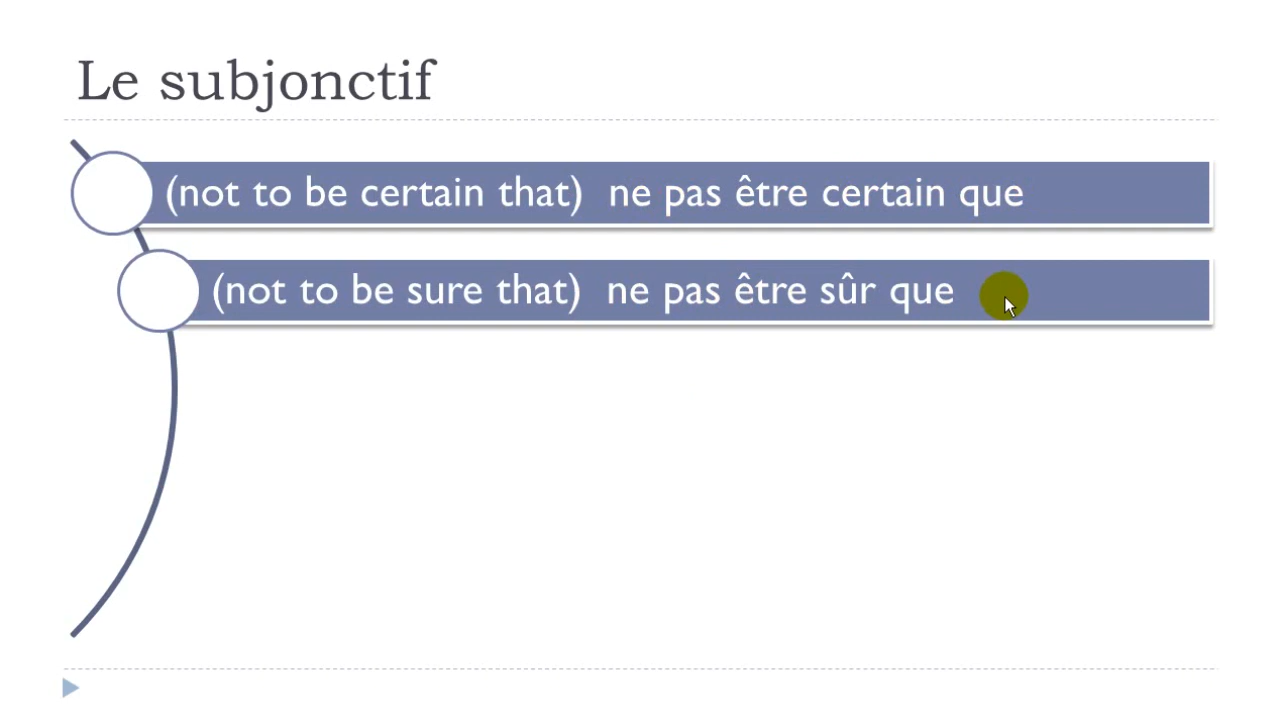 Le subjonctif
(not to be certain that) ne pas être certain que
(not to be sure that) ne pas être sûr que